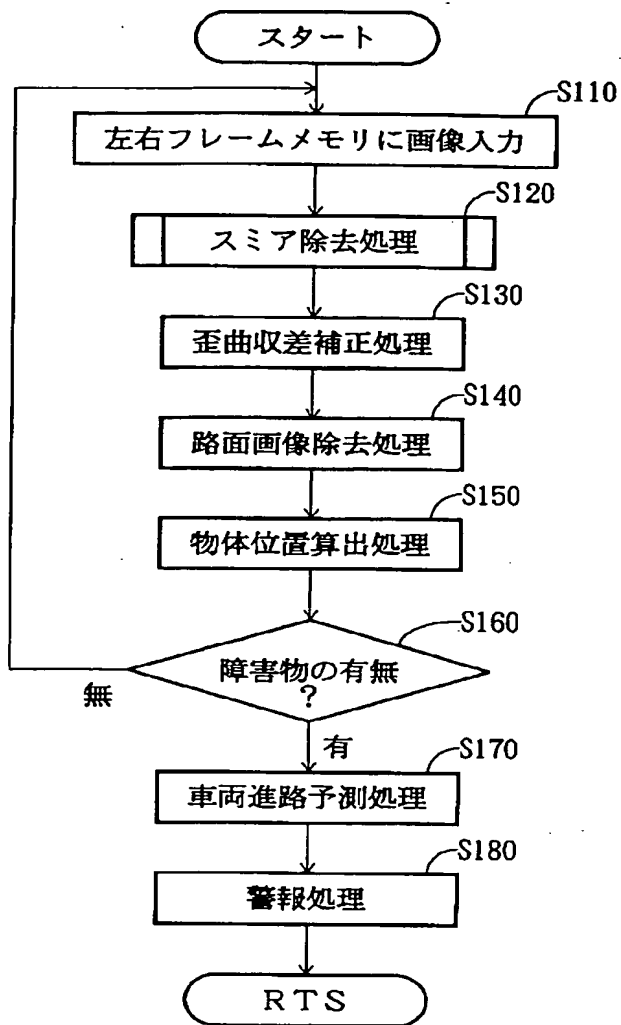 スタート
S110
左右フレームメモリに画像入力
S120
スミア除去処理
S130
歪曲収差補正処理
S140
路面画像除去処理
S150
物体位置算出処理
S160
障害物の有無
?
無
有
S170
車両進路予測処理
S180
警報処理
RTS